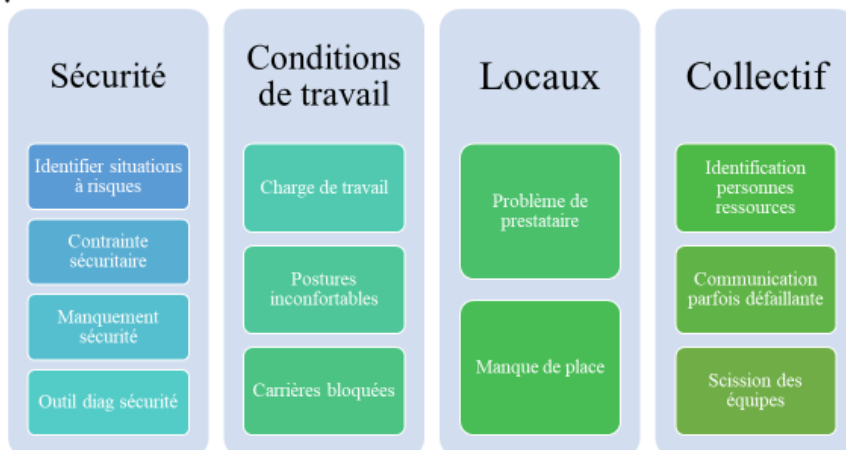 Sécurité
Identifier situations
à risques
Contrainte
sécuritaire
Manquement
sécurité
Outil diag sécurité
Conditions
de travail
Charge de travail
Postures
inconfortables
Carrières bloquées
Locaux
Problème de
prestataire
Manque de place
Collectif
Identification
personnes
ressources
Communication
parfois défaillante
Scission des
équipes